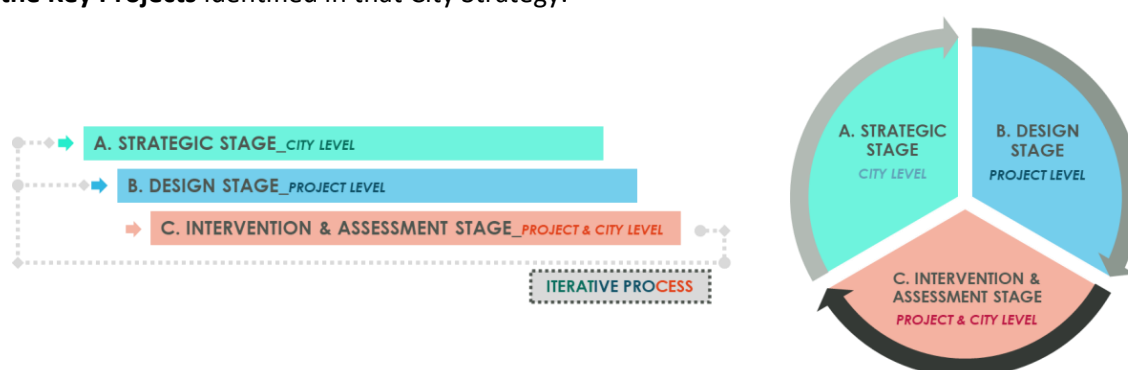 the Key Projects identified in that City Strategy.
A. STRATEGIC STAGE_CITY LEVEL
B. DESIGN STAGE_PROJECT LEVEL
C. INTERVENTION & ASSESSMENT STAGE_PROJECT & CITY LEVEL
ITERATIVE PROCESS
A. STRATEGIC
STAGE
CITY LEVEL
B. DESIGN
STAGE
PROJECT LEVEL
C. INTERVENTION &
ASSESSMENT STAGE
PROJECT & CITY LEVEL